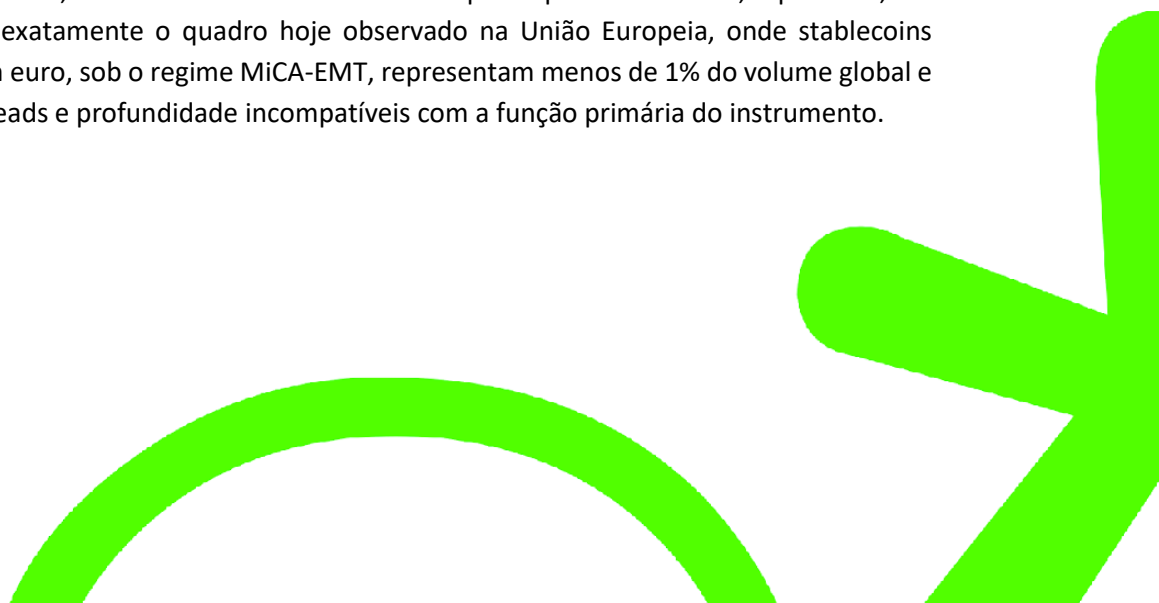 exatamente o quadro hoje observado na União Europeia, onde stablecoins
euro, sob o regime MiCA-EMT, representam menos de 1% do volume global e
e profundidade incompatíveis com a função primária do instrumento.